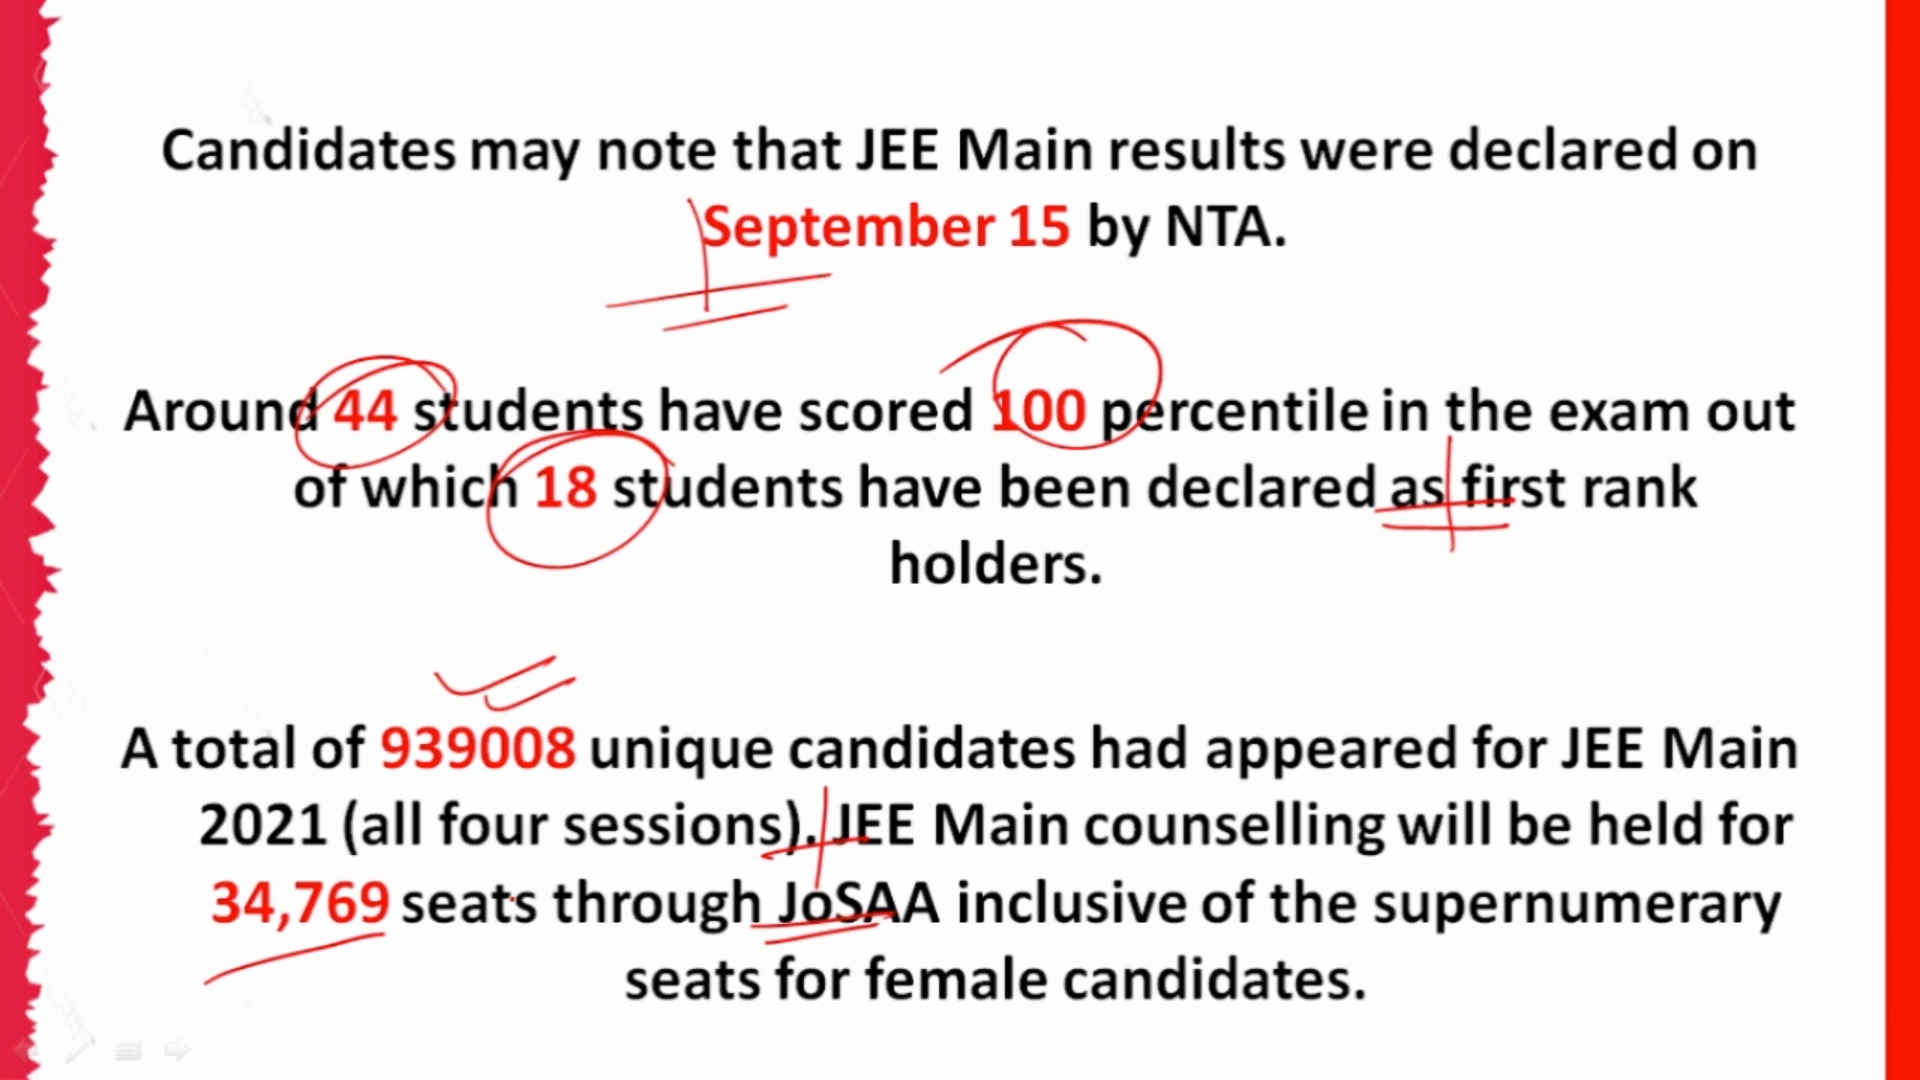 Candidates may note that JEE Main results were declared on
September 15 by NTA.
Around 44 students have scored 100 percentile in the exam out
of which 18 students have been declared as first rank
holders.
A total of 939008 unique candidates had appeared for JEE Main
2021 (all four sessions). JEE Main counselling will be held for
34,769 seats through JoSAA inclusive of the supernumerary
seats for female candidates.